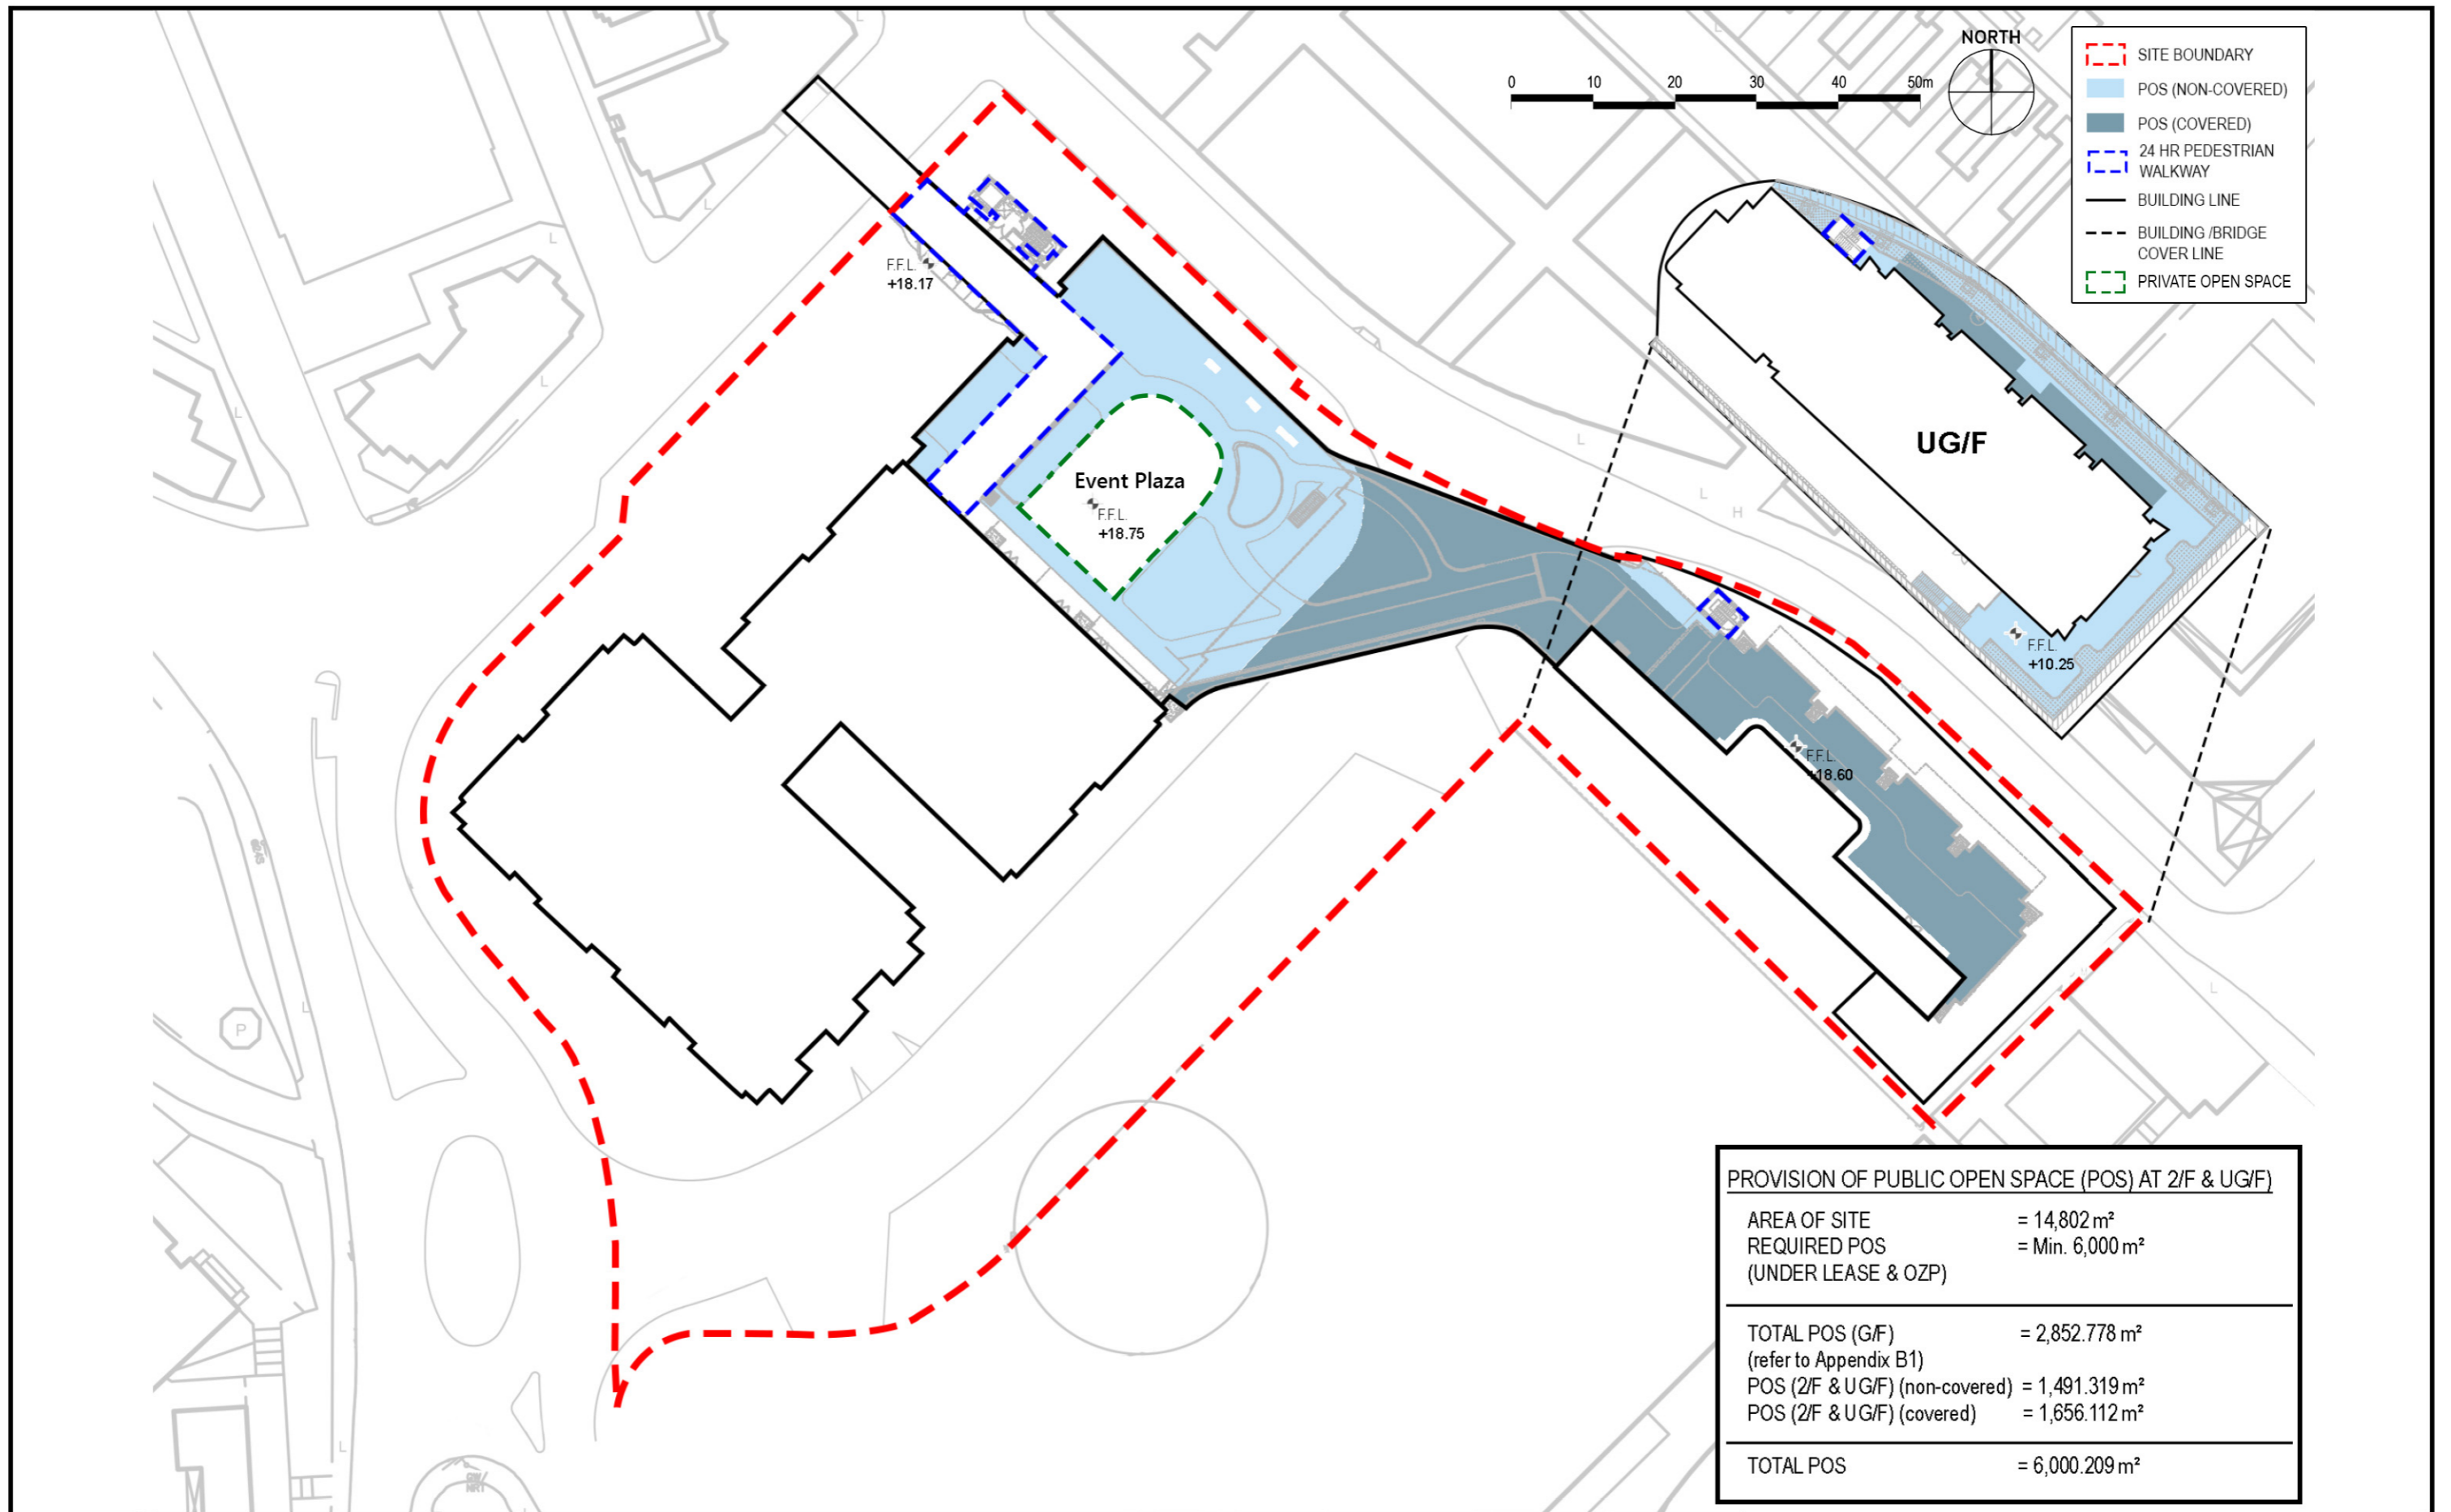 NORTH
0 10 20 30 40 50m
SITE BOUNDARY
POS (NON-COVERED)
POS (COVERED)
24 HR PEDESTRIAN
WALKWAY
BUILDING LINE
BUILDING /BRIDGE
COVER LINE
PRIVATE OPEN SPACE
F.F.L.
+18.17
UG/F
Event Plaza
F.F.L.
+18.75
F.F.L.
+10.25
F.F.L.
+18.60
L
L
L
L
L
L
L
L
H
L
L
L
P
L
PROVISION OF PUBLIC OPEN SPACE (POS) AT 2/F & UG/F)
AREA OF SITE = 14,802 m²
REQUIRED POS = Min. 6,000 m²
(UNDER LEASE & OZP)
TOTAL POS (G/F) = 2,852.778 m²
(refer to Appendix B1)
POS (2/F & UG/F) (non-covered) = 1,491.319 m²
POS (2/F & UG/F) (covered) = 1,656.112 m²
TOTAL POS = 6,000.209 m²